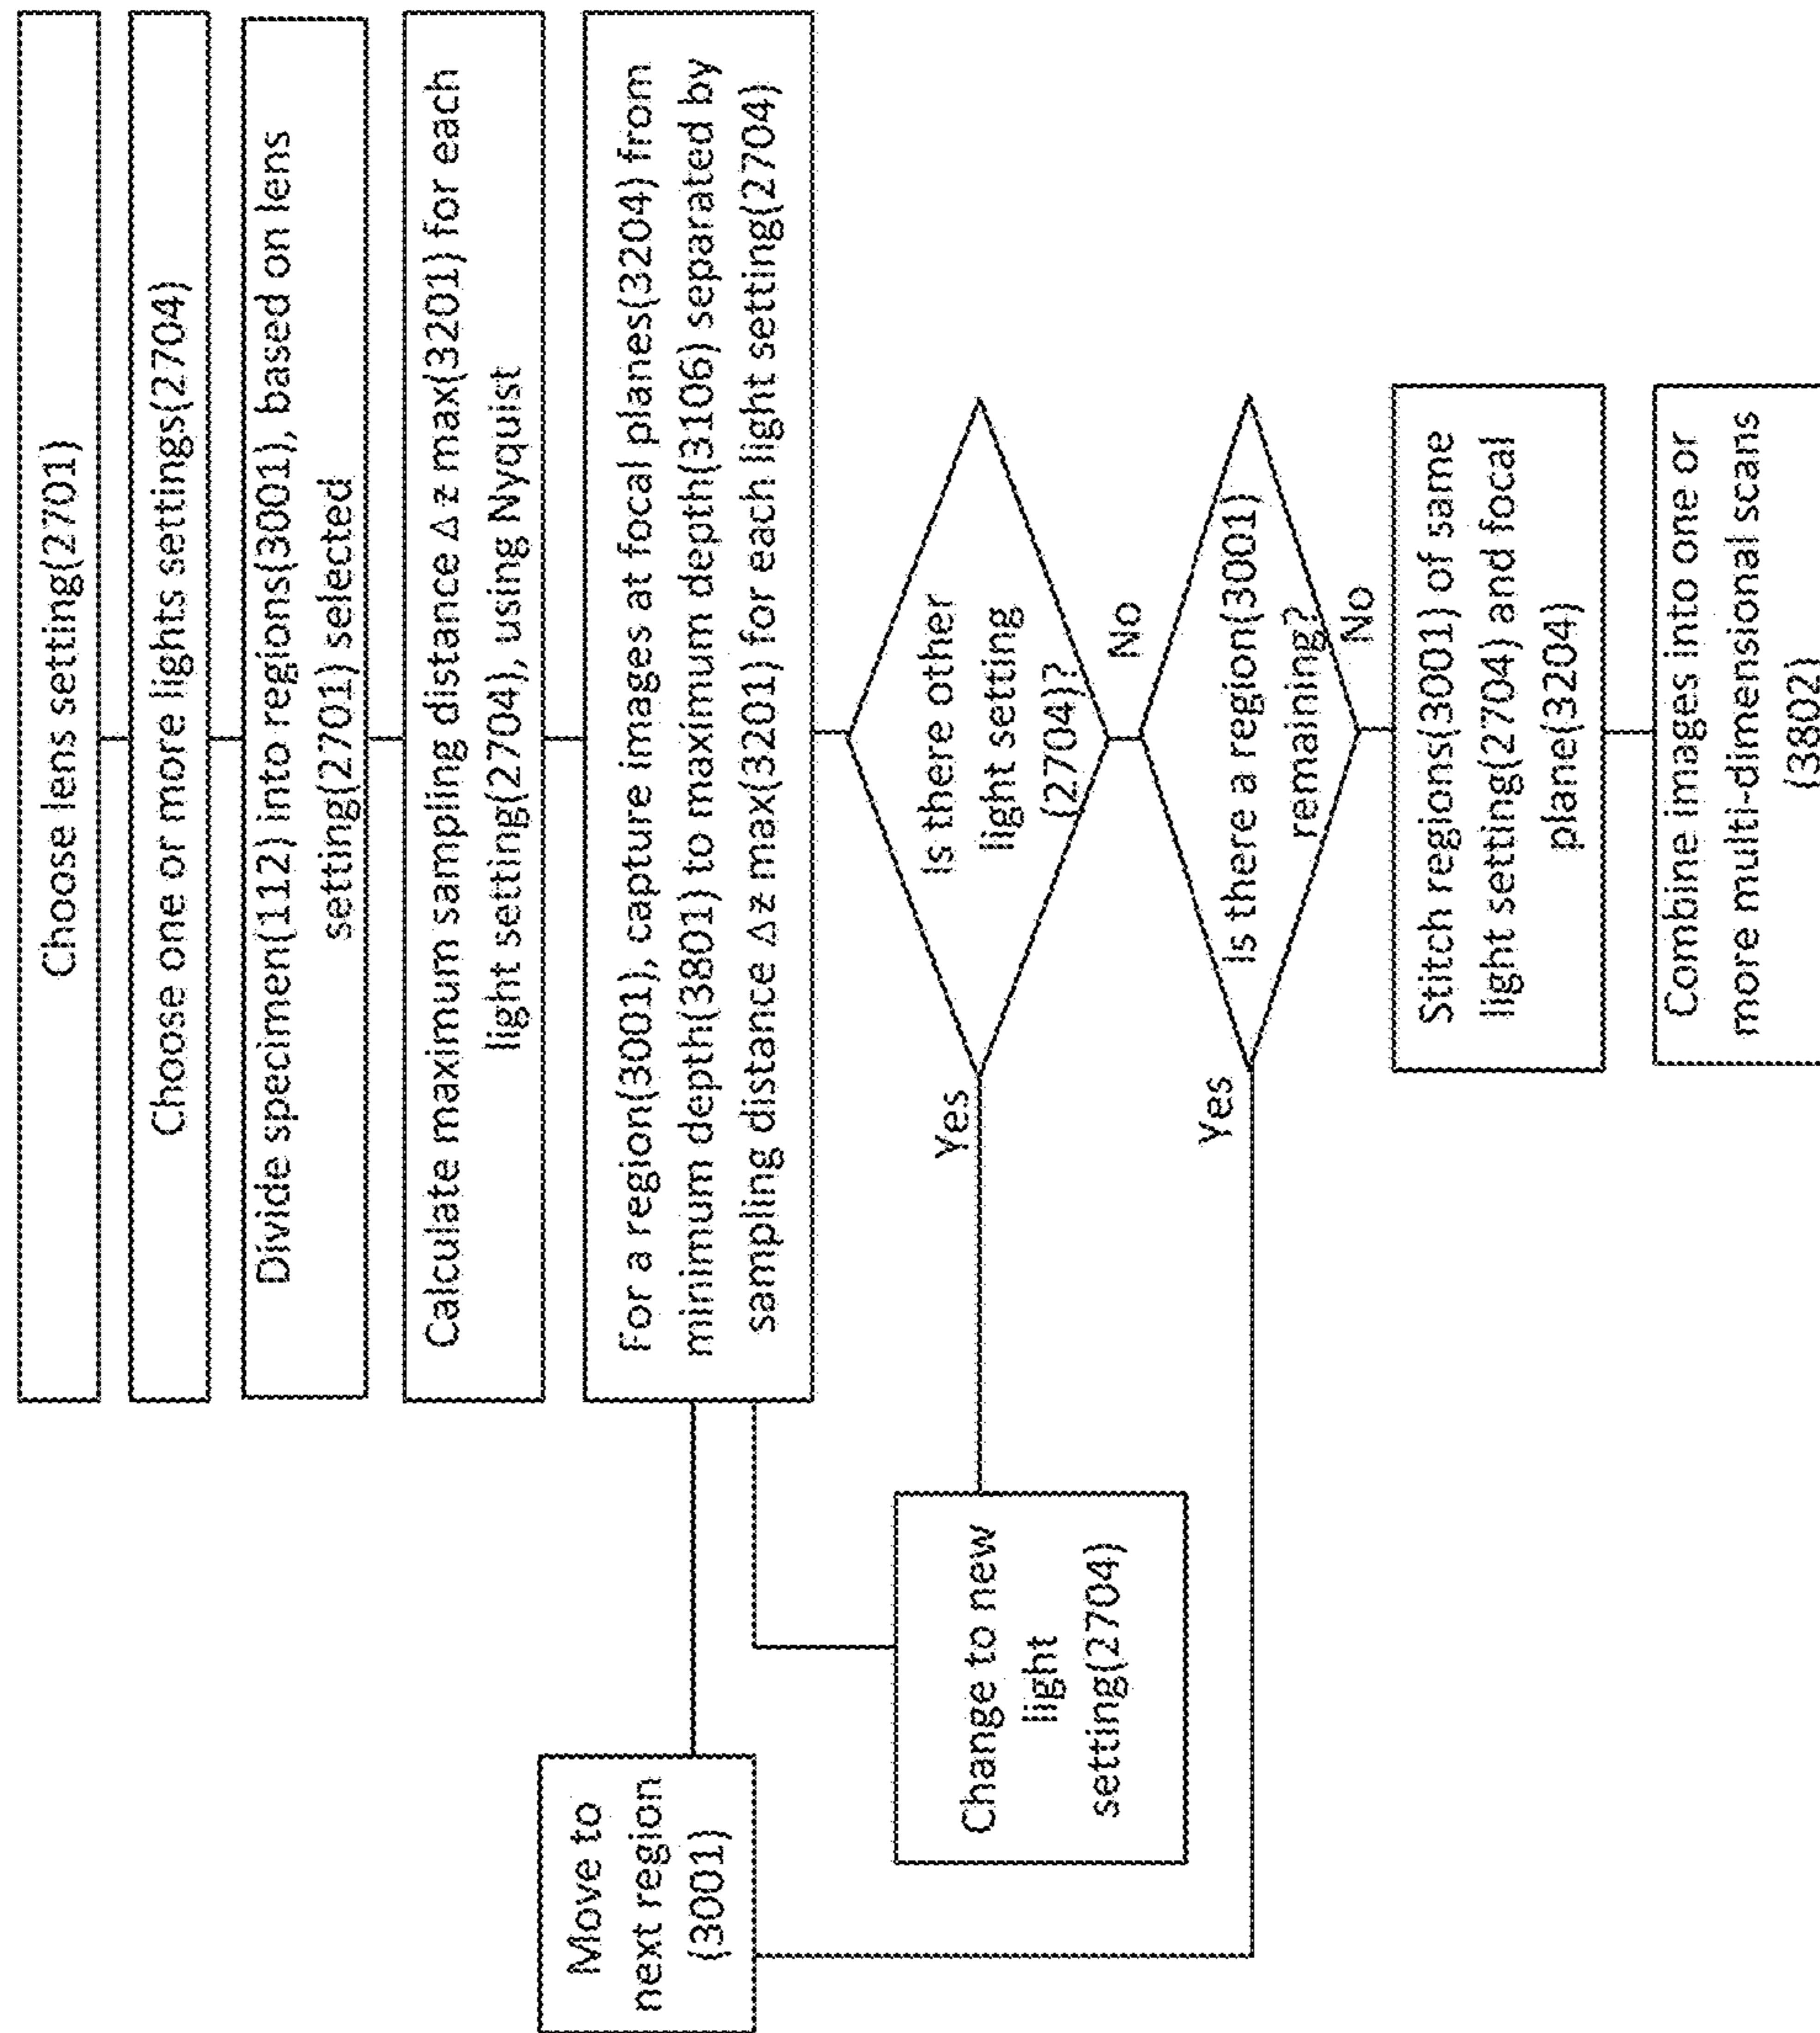 Choose lens setting(2701)
Choose one or more lights settings(2704)
Divide specimen(112) into regions(3001), based on lens
setting(2701) selected
Calculate maximum sampling distance Δz max(3201) for each
light setting(2704), using Nyquist
For a region(3001), capture images at focal planes(3204) from
minimum depth(3801) to maximum depth(3106) separated by
sampling distance Δz max(3201) for each light setting(2704)
Is there other
light setting
(2704)?
Yes
No
Change to new
light
setting(2704)
Is there a region(3001)
remaining?
Yes
No
Move to
next region
(3001)
Stitch regions(3001) of same
light setting(2704) and focal
plane(3204)
Combine images into one or
more multi-dimensional scans
(3802)